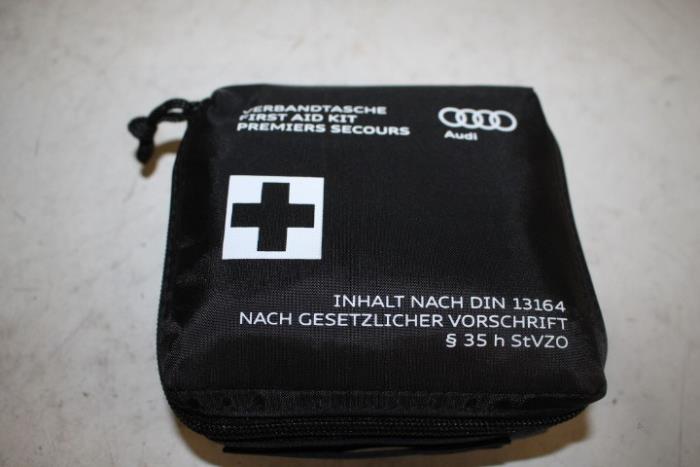 VERBANDTASCHE
FIRST AID KIT
PREMIERS SECOURS
Audi
INHALT NACH DIN 13164
NACH GESETZLICHER VORSCHRIFT
§ 35 h StVZO